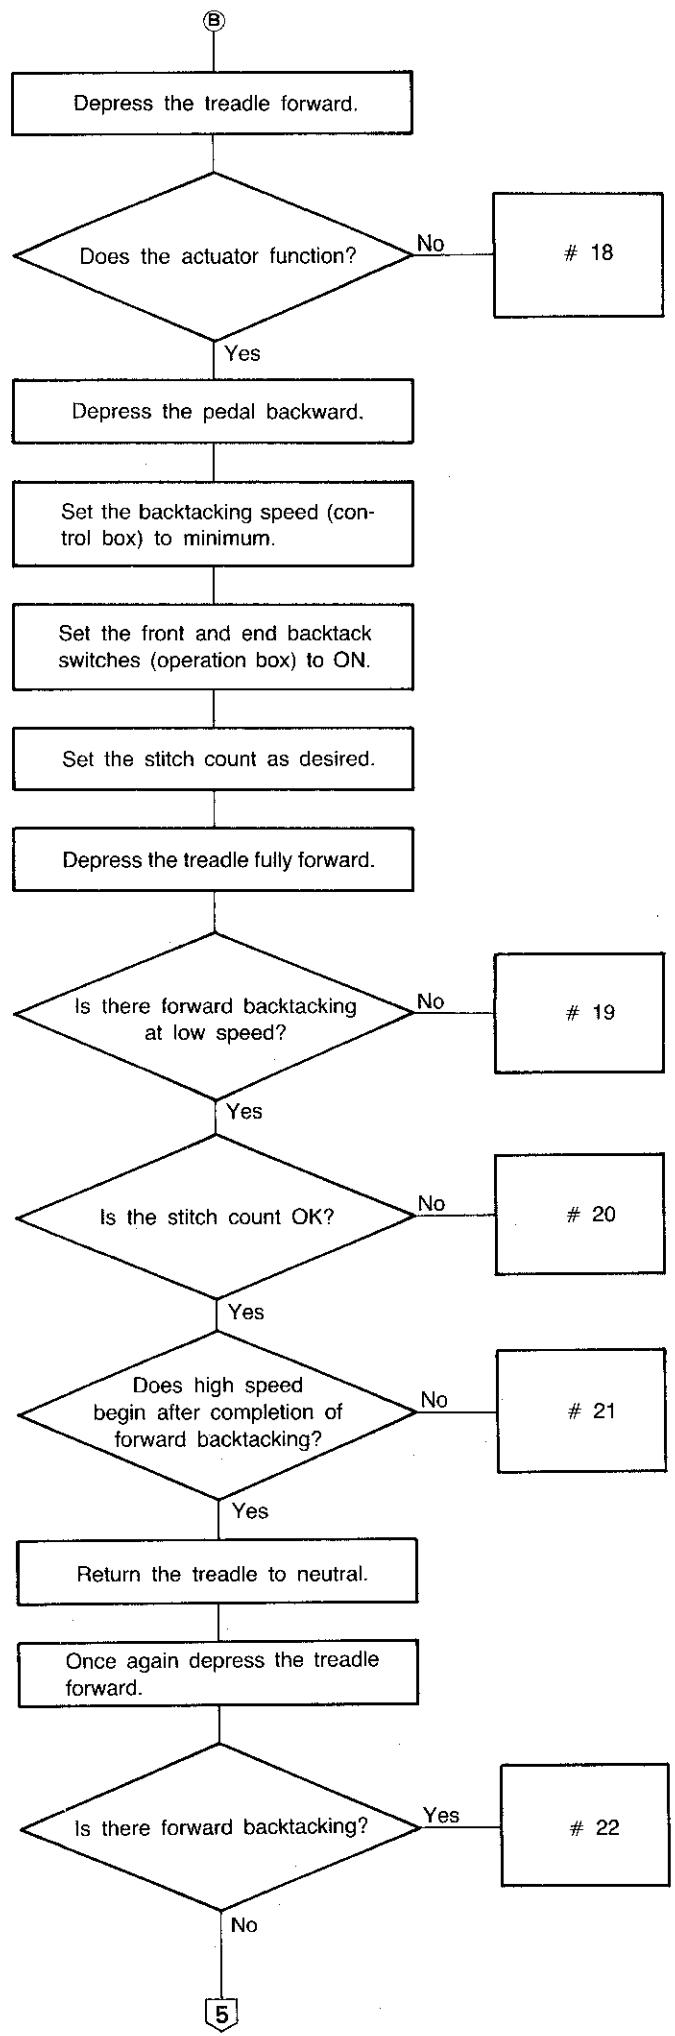 B
Depress the treadle forward.
Does the actuator function?
No
# 18
Yes
Depress the pedal backward.
Set the backtacking speed (con-
trol box) to minimum.
Set the front and end backtack
switches (operation box) to ON.
Set the stitch count as desired.
Depress the treadle fully forward.
Is there forward backtacking
at low speed?
No
# 19
Yes
Is the stitch count OK?
No
# 20
Yes
Does high speed
begin after completion of
forward backtacking?
No
# 21
Yes
Return the treadle to neutral.
Once again depress the treadle
forward.
Is there forward backtacking?
Yes
# 22
No
5